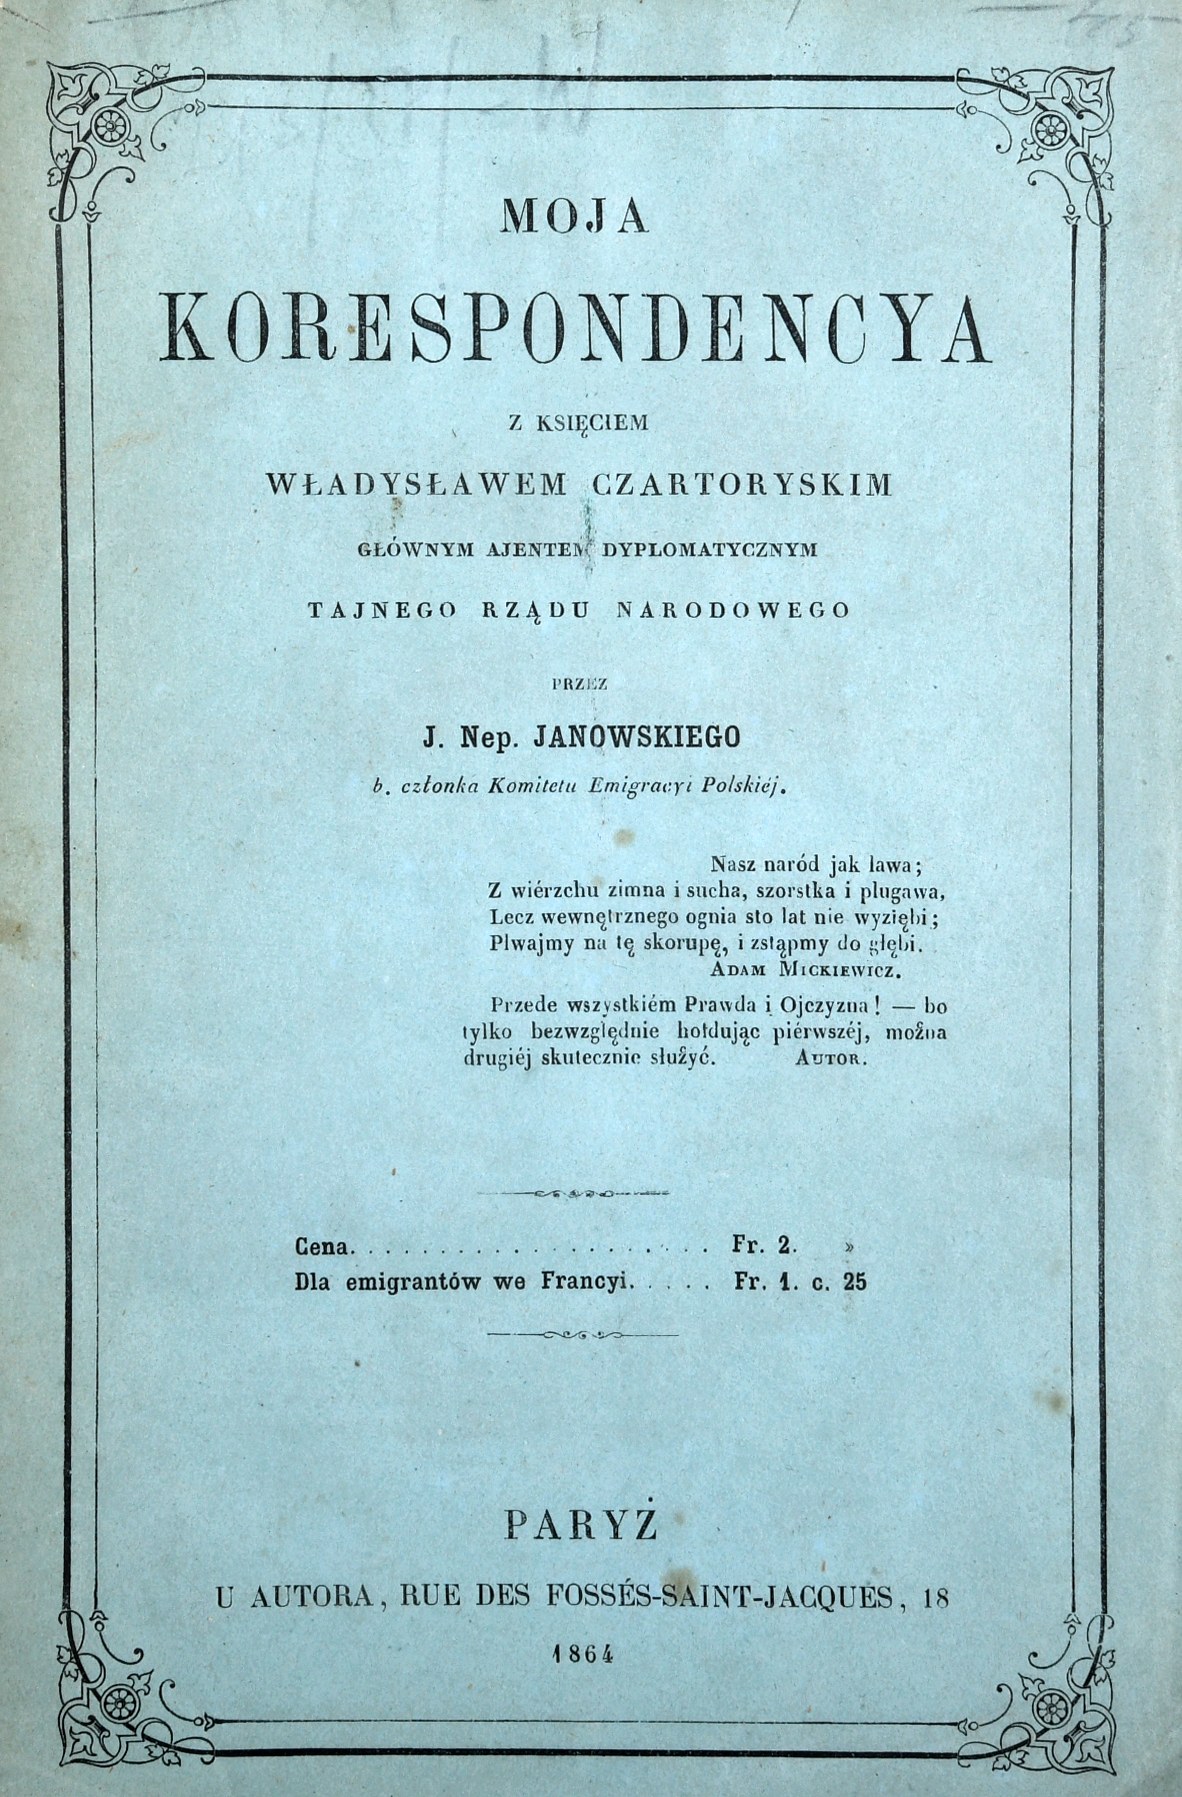 MOJA
KORESPONDENCYA
Z KSIĘCIEM
WŁADYSŁAWEM CZARTORYSKIM
GŁÓWNYM AJENTEM DYPLOMATYCZNYM
TAJNEGO RZĄDU NARODOWEGO
PRZEZ
J. Nep. JANOWSKIEGO
b. członka Komitetu Emigracyi Polskiéj.
Nasz naród jak lawa;
Z wiérzchu zimna i sucha, szorstka i plugawa,
Lecz wewnętrznego ognia sto lat nie wyziębi;
Plwajmy na tę skorupę, i zstąpmy do głębi.
ADAM MICKIEWICZ.
Przede wszystkiém Prawda i Ojczyzna! — bo
tylko bezwzględnie hołdując piérwszéj, można
drugiéj skutecznie służyć. AUTOR.
Cena. . . . . . . . . . . . . . . . . . . . Fr. 2. »
Dla emigrantów we Francyi. . . . . Fr. 1. c. 25
PARYŻ
U AUTORA, RUE DES FOSSÉS-SAINT-JACQUES, 18
1864